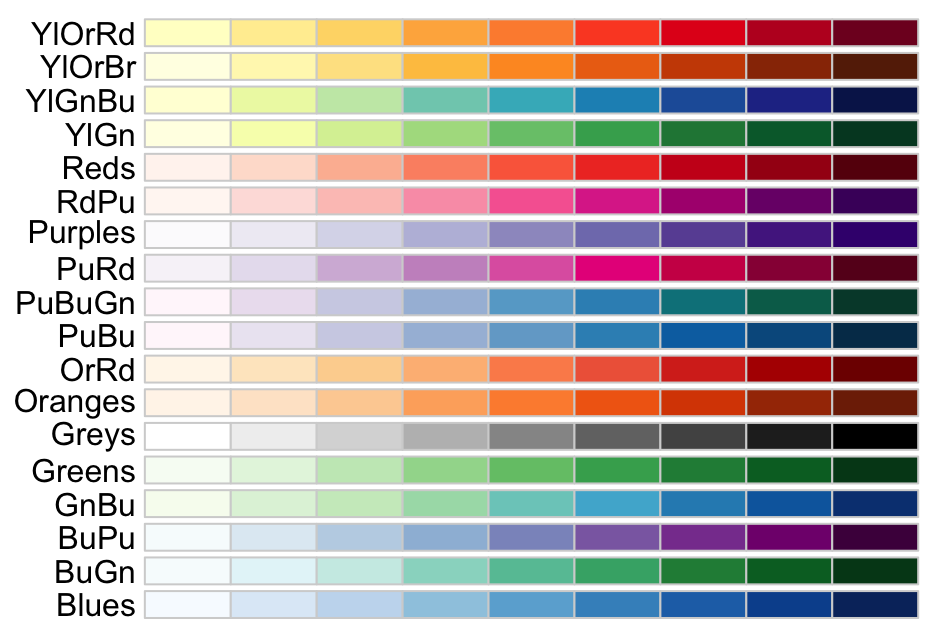 YlOrRd
YlOrBr
YlGnBu
YlGn
Reds
RdPu
Purples
PuRd
PuBuGn
PuBu
OrRd
Oranges
Greys
Greens
GnBu
BuPu
BuGn
Blues